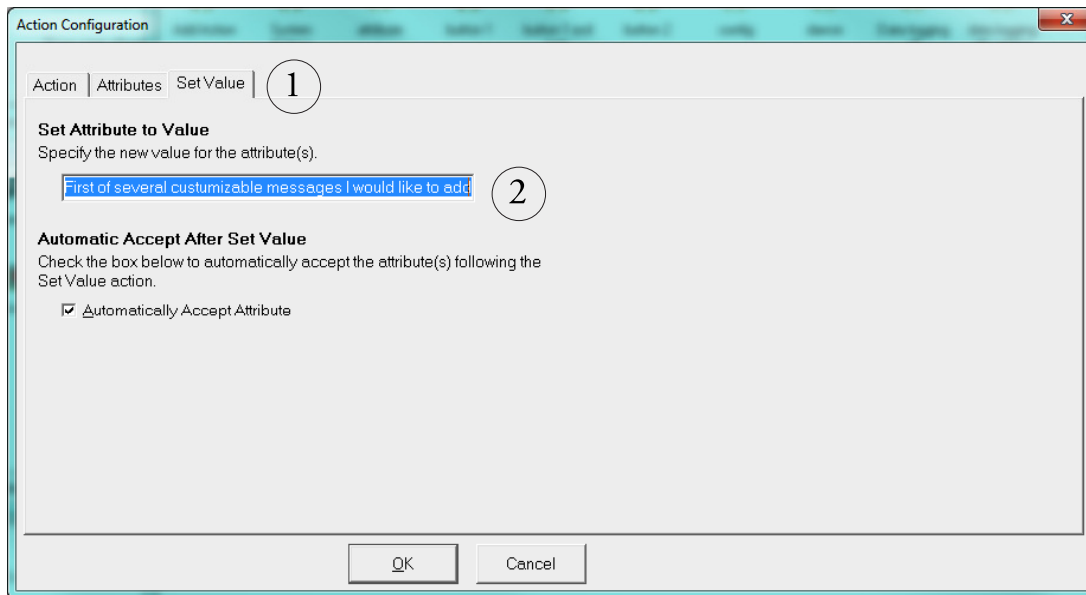 Action Configuration
Action Attributes Set Value 1
Set Attribute to Value
Specify the new value for the attribute(s).
First of several custumizable messages I would like to add 2
Automatic Accept After Set Value
Check the box below to automatically accept the attribute(s) following the
Set Value action.
Automatically Accept Attribute
OK Cancel